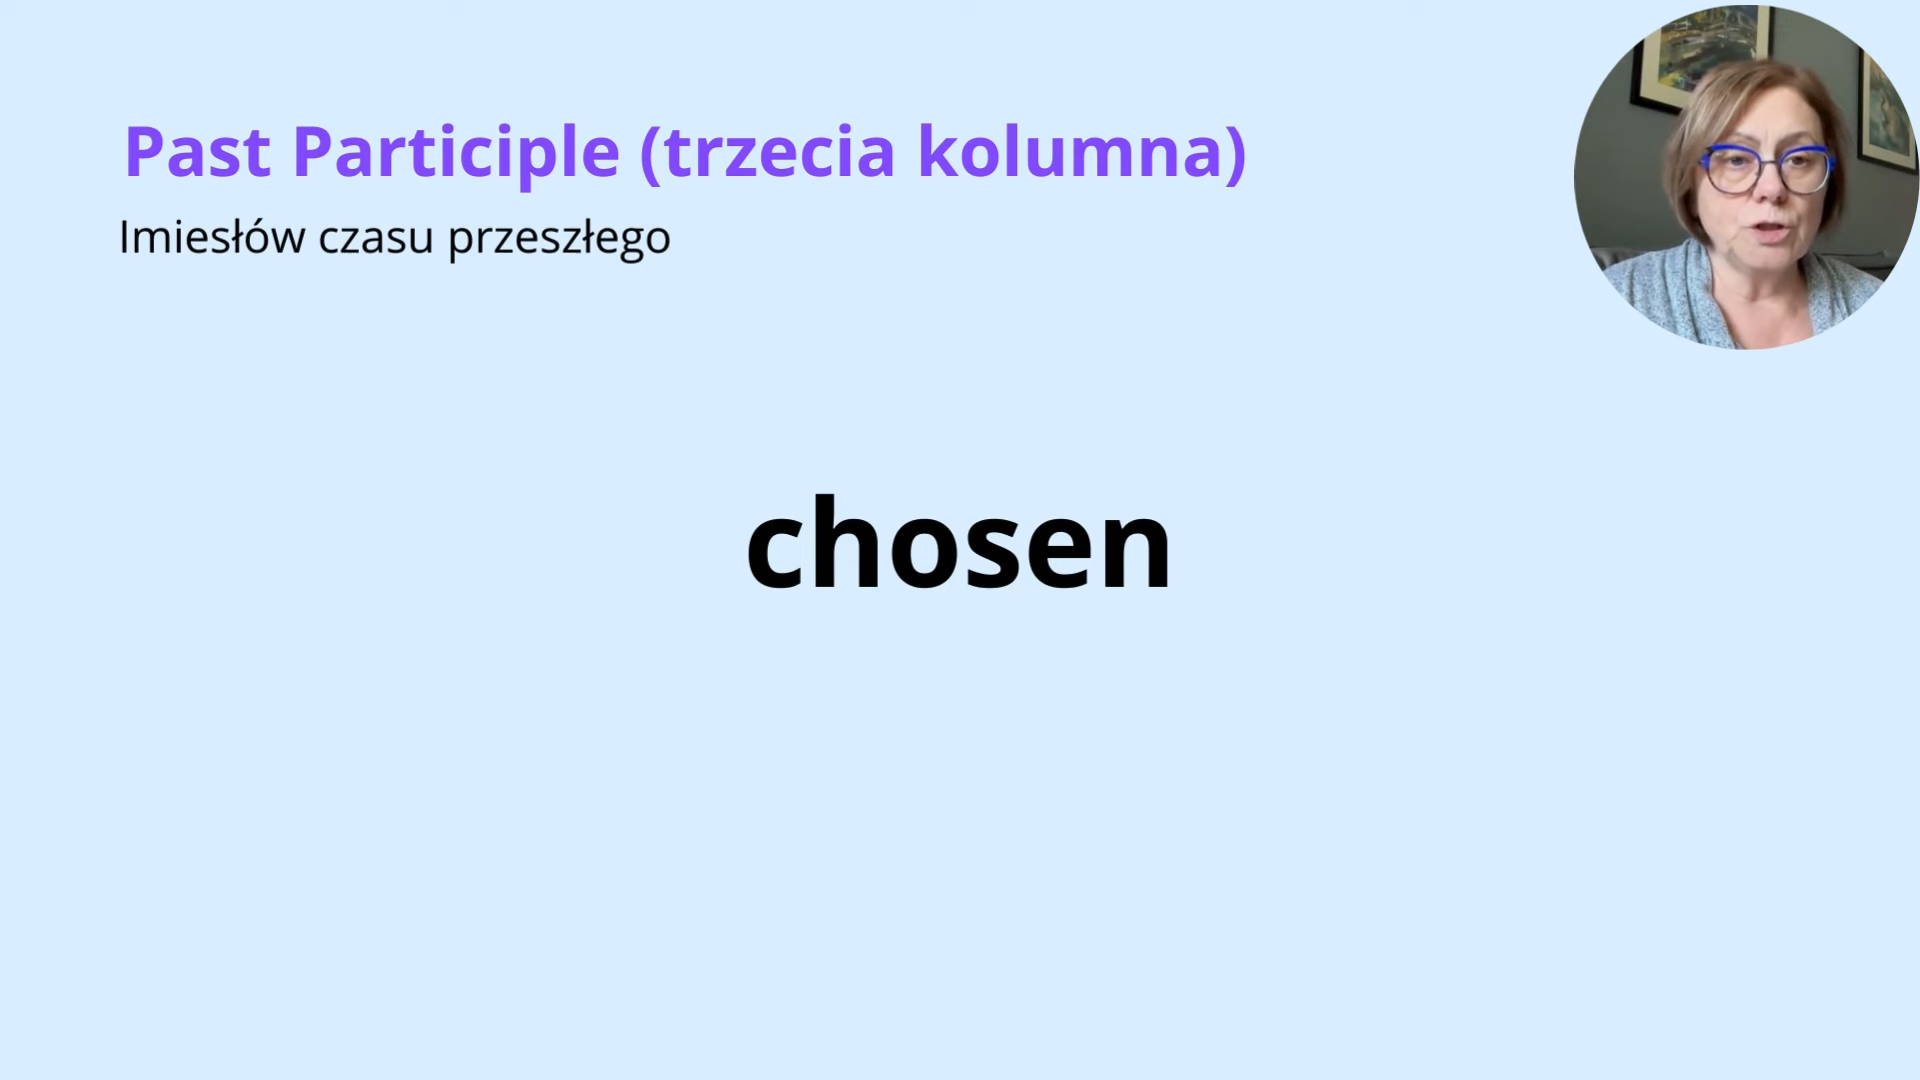 Past Participle (trzecia kolumna)
Imiesłów czasu przeszłego
chosen